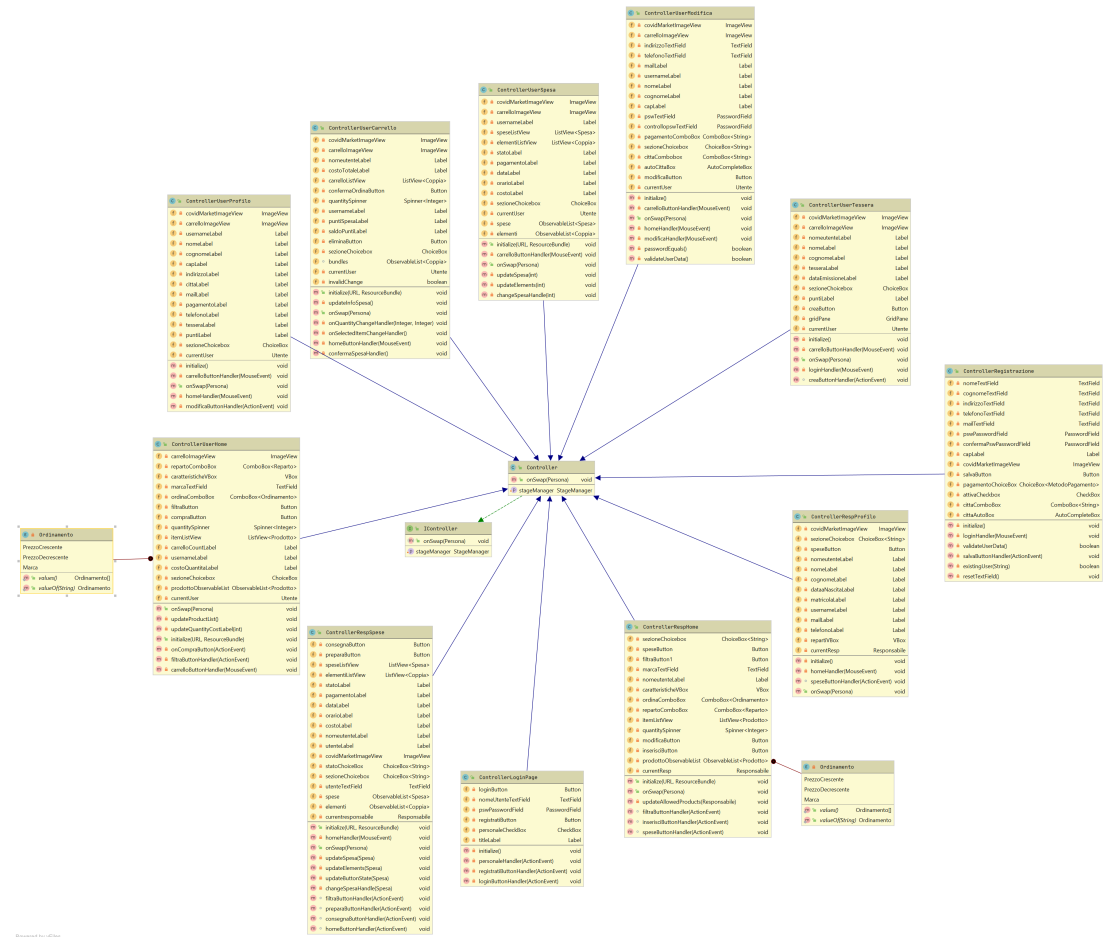 ControllerUserModifica
covidMarketImageView ImageView
carrelloImageView ImageView
indirizzoTextField TextField
telefonoTextField TextField
mailLabel Label
usernameLabel Label
nomeLabel Label
cognomeLabel Label
capLabel Label
pswTextField PasswordField
controllopswTextField PasswordField
pagamentoComboBox ComboBox<String>
sezioneChoicebox ChoiceBox<String>
cittaCombobox ComboBox<String>
autoCittaBox AutoCompleteBox
modificaButton Button
currentUser Utente
initialize() void
carrelloButtonHandler(MouseEvent) void
onSwap(Persona) void
homeHandler(MouseEvent) void
modificaHandler(MouseEvent) void
passwordEquals() boolean
validateUserData() boolean
ControllerUserSpesa
covidMarketImageView ImageView
carrelloImageView ImageView
usernameLabel Label
speseListView ListView<Spesa>
elementiListView ListView<Coppia>
statoLabel Label
pagamentoLabel Label
dataLabel Label
orarioLabel Label
costoLabel Label
sezioneChoicebox ChoiceBox
currentUser Utente
spese ObservableList<Spesa>
elementi ObservableList<Coppia>
initialize(URL, ResourceBundle) void
carrelloButtonHandler(MouseEvent) void
onSwap(Persona) void
updateSpesa(int) void
updateElements(int) void
changeSpesaHandle(int) void
ControllerUserCarrello
covidMarketImageView ImageView
carrelloImageView ImageView
nomeutenteLabel Label
costoTotaleLabel Label
carrelloListView ListView<Coppia>
confermaOrdinaButton Button
quantitySpinner Spinner<Integer>
usernameLabel Label
puntiSpesaLabel Label
saldoPuntiLabel Label
eliminaButton Button
sezioneChoicebox ChoiceBox
bundles ObservableList<Coppia>
currentUser Utente
invalidChange boolean
initialize(URL, ResourceBundle) void
updateInfoSpesa() void
onSwap(Persona) void
onQuantityChangeHandler(Integer, Integer) void
onSelectedItemChangeHandler() void
homeButtonHandler(MouseEvent) void
confermaSpesaHandler() void
ControllerUserProfilo
covidMarketImageView ImageView
carrelloImageView ImageView
usernameLabel Label
nomeLabel Label
cognomeLabel Label
capLabel Label
indirizzoLabel Label
cittaLabel Label
mailLabel Label
pagamentoLabel Label
telefonoLabel Label
tesseraLabel Label
puntiLabel Label
sezioneChoicebox ChoiceBox
currentUser Utente
initialize() void
carrelloButtonHandler(MouseEvent) void
onSwap(Persona) void
homeHandler(MouseEvent) void
modificaButtonHandler(ActionEvent) void
ControllerUserTessera
covidMarketImageView ImageView
carrelloImageView ImageView
nomeutenteLabel Label
nomeLabel Label
cognomeLabel Label
tesseraLabel Label
dataEmissioneLabel Label
sezioneChoicebox ChoiceBox
puntiLabel Label
creaButton Button
gridPane GridPane
currentUser Utente
initialize() void
carrelloButtonHandler(MouseEvent) void
onSwap(Persona) void
loginHandler(MouseEvent) void
creaButtonHandler(ActionEvent) void
ControllerRegistrazione
nomeTextField TextField
cognomeTextField TextField
indirizzoTextField TextField
telefonoTextField TextField
mailTextField TextField
pswPasswordField PasswordField
confermaPswPasswordField PasswordField
capLabel Label
covidMarketImageView ImageView
salvaButton Button
pagamentoChoiceBox ChoiceBox<MetodoPagamento>
attivaCheckbox CheckBox
cittaComboBox ComboBox<String>
cittaAutoBox AutoCompleteBox
initialize() void
loginHandler(MouseEvent) void
validateUserData() boolean
salvaButtonHandler(ActionEvent) void
existingUser(String) boolean
resetTextField() void
ControllerUserHome
carrelloImageView ImageView
repartoComboBox ComboBox<Reparto>
caratteristicheVBox VBox
marcaTextField TextField
ordinaComboBox ComboBox<Ordinamento>
filtraButton Button
compraButton Button
quantitySpinner Spinner<Integer>
itemListView ListView<Prodotto>
carrelloCountLabel Label
usernameLabel Label
costoQuantitaLabel Label
sezioneChoicebox ChoiceBox
prodottoObservableList ObservableList<Prodotto>
currentUser Utente
onSwap(Persona) void
updateProductList() void
updateQuantityCostLabel(int) void
initialize(URL, ResourceBundle) void
onCompraButton(ActionEvent) void
filtraButtonHandler(ActionEvent) void
carrelloButtonHandler(MouseEvent) void
Controller
onSwap(Persona) void
stageManager StageManager
IController
onSwap(Persona) void
stageManager StageManager
Ordinamento
PrezzoCrescente
PrezzoDecrescente
Marca
values() Ordinamento[]
valueOf(String) Ordinamento
ControllerRespProfilo
covidMarketImageView ImageView
sezioneChoicebox ChoiceBox<String>
speseButton Button
nomeutenteLabel Label
nomeLabel Label
cognomeLabel Label
dataaNascitaLabel Label
matricolaLabel Label
usernameLabel Label
mailLabel Label
telefonoLabel Label
repartiVBox VBox
currentResp Responsabile
initialize() void
homeHandler(MouseEvent) void
speseButtonHandler(ActionEvent) void
onSwap(Persona) void
ControllerRespSpese
consegnaButton Button
preparaButton Button
speseListView ListView<Spesa>
elementiListView ListView<Coppia>
statoLabel Label
pagamentoLabel Label
dataLabel Label
orarioLabel Label
costoLabel Label
nomeutenteLabel Label
utenteLabel Label
covidMarketImageView ImageView
statoChoiceBox ChoiceBox<String>
sezioneChoicebox ChoiceBox<String>
utenteTextField TextField
spese ObservableList<Spesa>
elementi ObservableList<Coppia>
currentresponsabile Responsabile
initialize(URL, ResourceBundle) void
homeHandler(MouseEvent) void
onSwap(Persona) void
updateSpesa(Spesa) void
updateElements(Spesa) void
updateButtonState(Spesa) void
changeSpesaHandle(Spesa) void
filtraButtonHandler(ActionEvent) void
preparaButtonHandler(ActionEvent) void
consegnaButtonHandler(ActionEvent) void
homeButtonHandler(ActionEvent) void
ControllerRespHome
sezioneChoicebox ChoiceBox<String>
speseButton Button
filtraButton1 Button
marcaTextField TextField
nomeutenteLabel Label
caratteristicheVBox VBox
ordinaComboBox ComboBox<Ordinamento>
repartoComboBox ComboBox<Reparto>
itemListView ListView<Prodotto>
quantitySpinner Spinner<Integer>
modificaButton Button
inserisciButton Button
prodottoObservableList ObservableList<Prodotto>
currentResp Responsabile
initialize(URL, ResourceBundle) void
onSwap(Persona) void
updateAllowedProducts(Responsabile) void
filtraButtonHandler(ActionEvent) void
inserisciButtonHandler(ActionEvent) void
speseButtonHandler(ActionEvent) void
ControllerLoginPage
loginButton Button
nomeUtenteTextField TextField
pswPasswordField PasswordField
registratiButton Button
personaleCheckBox CheckBox
titleLabel Label
initialize() void
personaleHandler(ActionEvent) void
registratiButtonHandler(ActionEvent) void
loginButtonHandler(ActionEvent) void
Ordinamento
PrezzoCrescente
PrezzoDecrescente
Marca
values() Ordinamento[]
valueOf(String) Ordinamento
Powered by yFiles